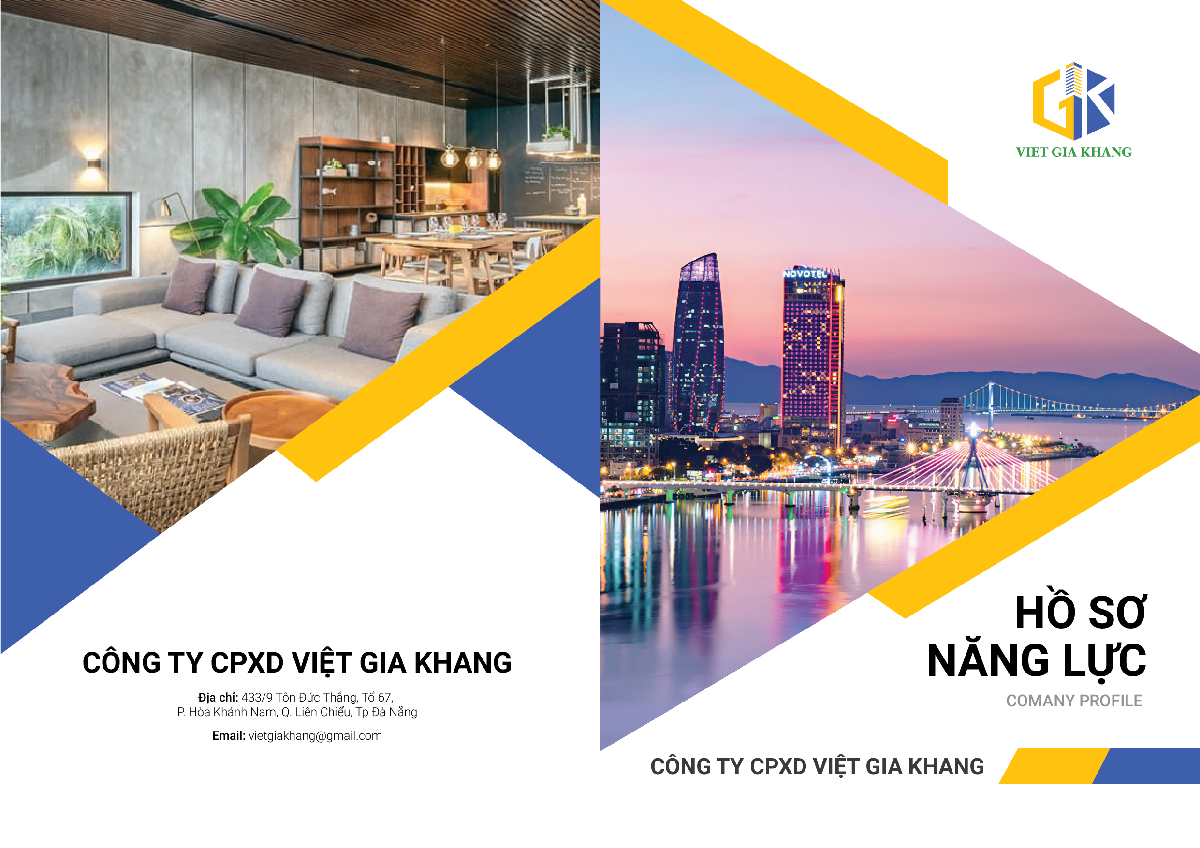 CÔNG TY CPXD VIỆT GIA KHANG
Địa chỉ: 433/9 Tôn Đức Thắng, Tổ 67,
P. Hòa Khánh Nam, Q. Liên Chiểu, Tp Đà Nẵng
Email: vietgiakhang@gmail.com
GK
VIET GIA KHANG
NOVOTEL
HỒ SƠ
NĂNG LỰC
COMANY PROFILE
CÔNG TY CPXD VIỆT GIA KHANG